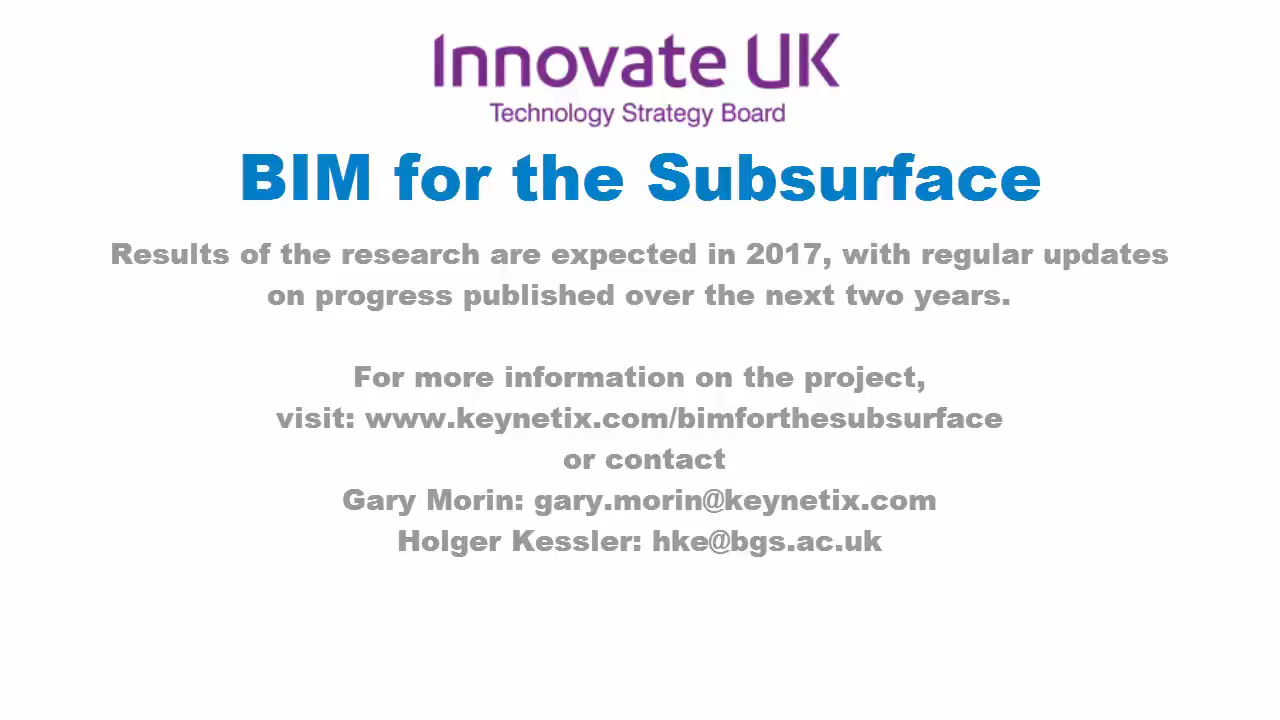 Innovate UK
Technology Strategy Board
BIM for the Subsurface
Results of the research are expected in 2017, with regular updates
on progress published over the next two years.
For more information on the project,
visit: www.keynetix.com/bimforthesubsurface
or contact
Gary Morin: gary.morin@keynetix.com
Holger Kessler: hke@bgs.ac.uk